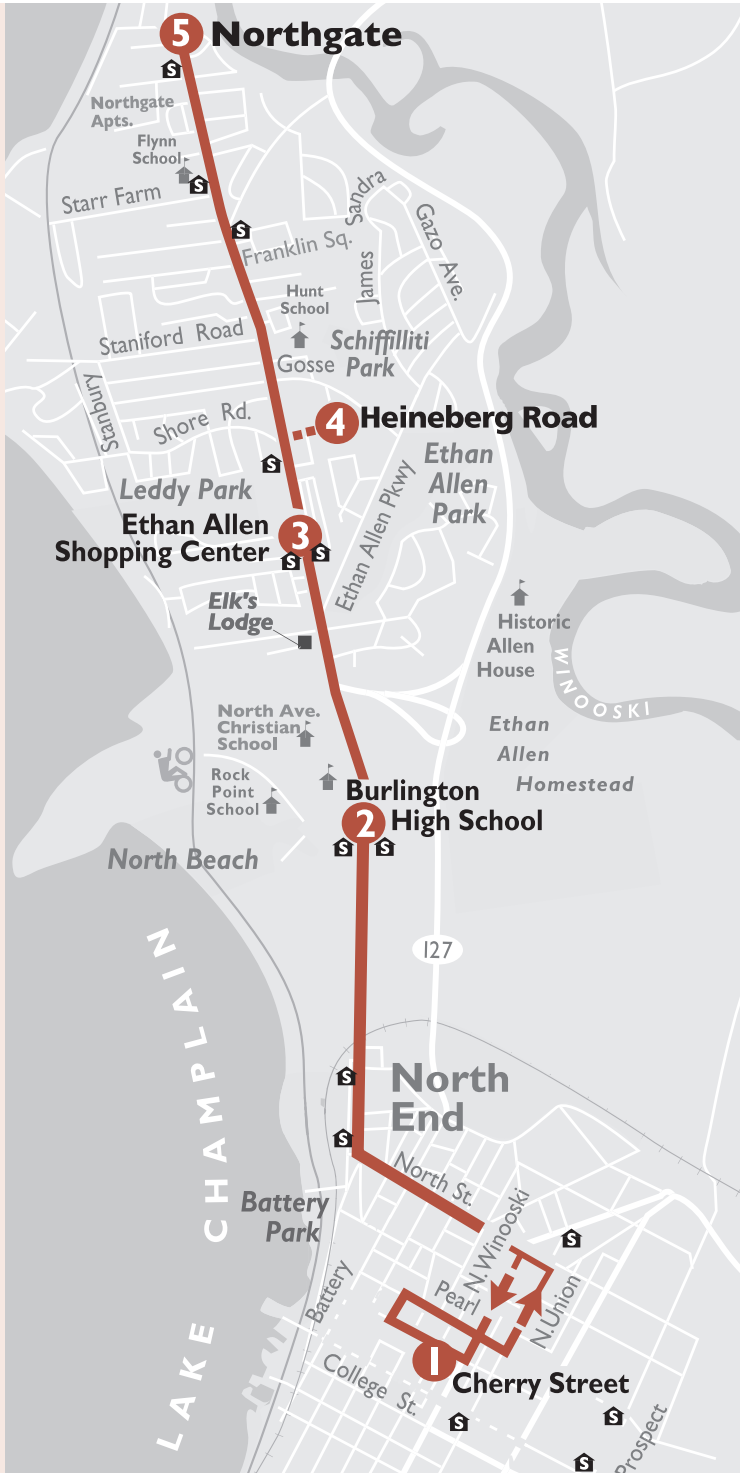 5 Northgate
S
Northgate
Apts.
Flynn
School
S
Starr Farm
Sandra
Gazo Ave.
S
Franklin Sq.
James
Hunt
School
Staniford Road
Schiffilliti
Park
Gosse
Stanbury
Shore Rd.
4 Heineberg Road
S
Ethan
Allen
Park
Leddy Park
Ethan Allen Pkwy
Ethan Allen
Shopping Center
3
S
S
Elk's
Lodge
Historic
Allen
House
WINOOSKI
North Ave.
Christian
School
Ethan
Allen
Homestead
Rock
Point
School
Burlington
High School
2
S
S
North Beach
127
LAKE CHAMPLAIN
S
North
End
S
North St.
Battery
Park
N. Winooski
S
Battery
Pearl
N. Union
1
Cherry Street
College St.
S
S
Prospect
S